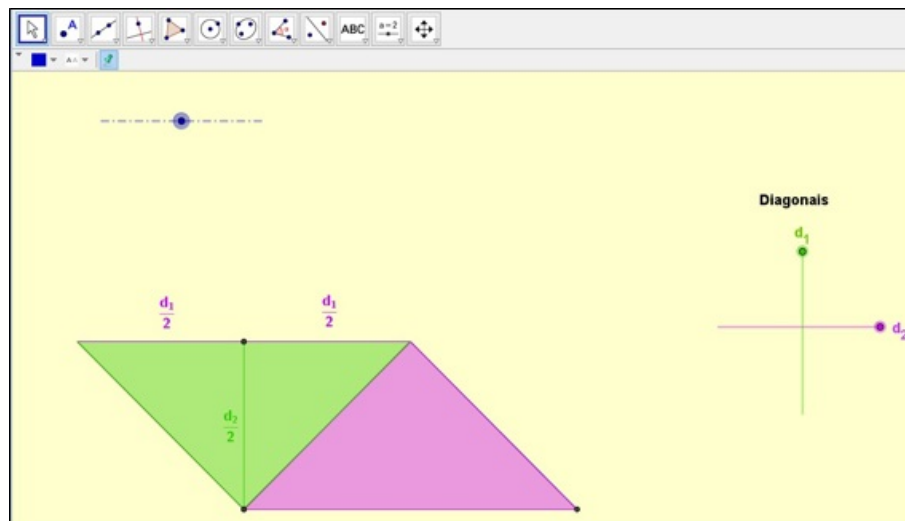 ABC
a=2
Diagonais
d₁
d₁/2 d₁/2
d₂
d₂/2